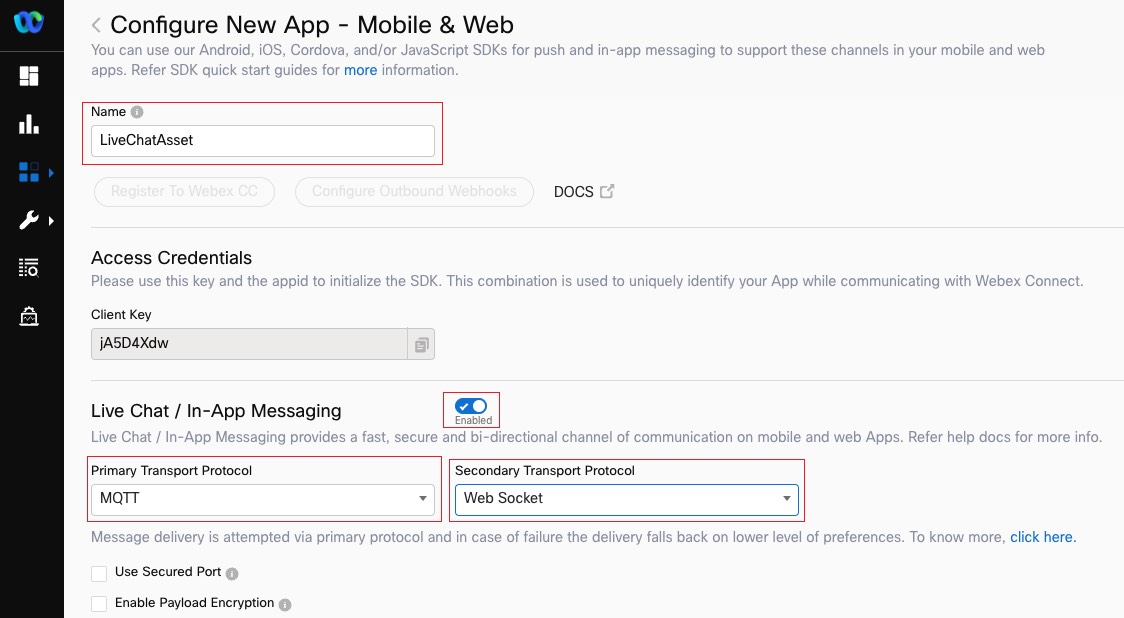 Configure New App - Mobile & Web
You can use our Android, iOS, Cordova, and/or JavaScript SDKs for push and in-app messaging to support these channels in your mobile and web
apps. Refer SDK quick start guides for more information.
Name
LiveChatAsset
Register To Webex CC Configure Outbound Webhooks DOCS
Access Credentials
Please use this key and the appid to initialize the SDK. This combination is used to uniquely identify your App while communicating with Webex Connect.
Client Key
jA5D4Xdw
Live Chat / In-App Messaging
Enabled
Live Chat / In-App Messaging provides a fast, secure and bi-directional channel of communication on mobile and web Apps. Refer help docs for more info.
Primary Transport Protocol Secondary Transport Protocol
MQTT Web Socket
Message delivery is attempted via primary protocol and in case of failure the delivery falls back on lower level of preferences. To know more, click here.
Use Secured Port
Enable Payload Encryption